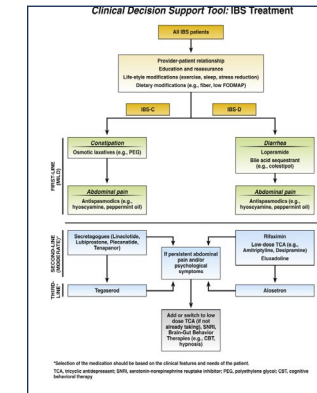 Clinical Decision Support Tool: IBS Treatment
All IBS patients
Provider-patient relationship
Education and reassurance
Life-style modifications (exercise, sleep, stress reduction)
Dietary modifications (e.g., fiber, low FODMAP)
IBS-C
IBS-D
FIRST-LINE
(MILD)
Constipation
Osmotic laxatives (e.g., PEG)
Diarrhea
Loperamide
Bile acid sequestrant
(e.g., colestipol)
Abdominal pain
Antispasmodics (e.g.,
hyoscyamine, peppermint oil)
Abdominal pain
Antispasmodics (e.g.,
hyoscyamine, peppermint oil)
SECOND-LINE
(MODERATE)*
Secretagogues (Linaclotide,
Lubiprostone, Plecanatide,
Tenapanor)
If persistent abdominal
pain and/or
psychological
symptoms
Rifaximin
Low-dose TCA (e.g.,
Amitriptyline, Desipramine)
Eluxadoline
THIRD-
LINE*
Tegaserod
Alosetron
Add or switch to low
dose TCA (if not
already taking), SNRI,
Brain-Gut Behavior
Therapies (e.g., CBT,
hypnosis)
*Selection of the medication should be based on the clinical features and needs of the patient.
TCA, tricyclic antidepressant; SNRI, serotonin-norepinephrine reuptake inhibitor; PEG, polyethylene glycol; CBT, cognitive
behavioral therapy